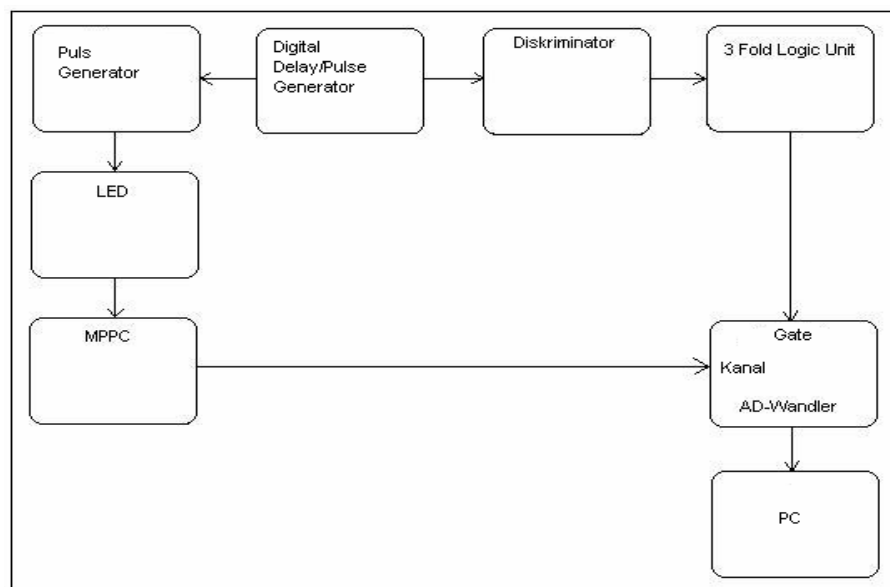 Puls
Generator
Digital
Delay/Pulse
Generator
Diskriminator
3 Fold Logic Unit
LED
MPPC
Gate
Kanal
AD-Wandler
PC